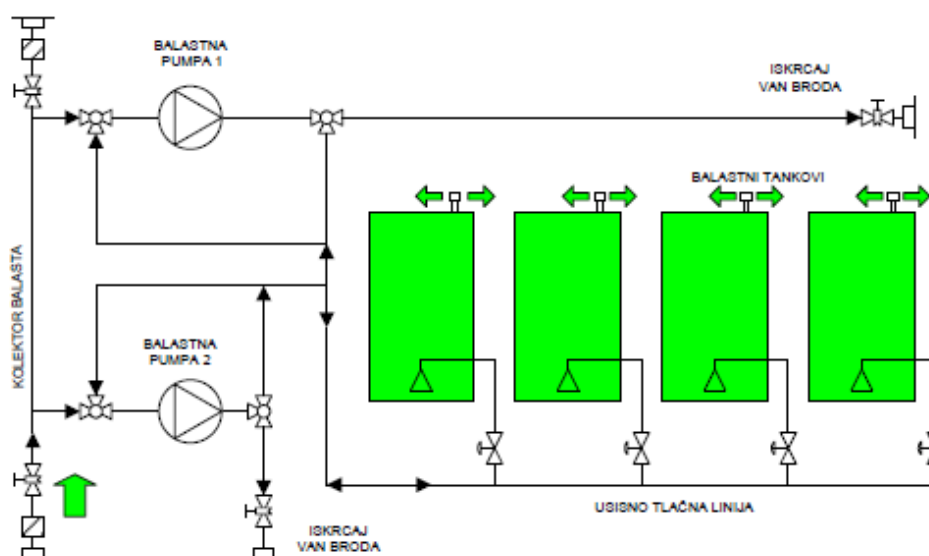 BALASTNA
PUMPA 1
ISKRCAJ
VAN BRODA
BALASTNI TANKOVI
KOLEKTOR BALASTA
BALASTNA
PUMPA 2
USISNO TLAČNA LINIJA
ISKRCAJ
VAN BRODA